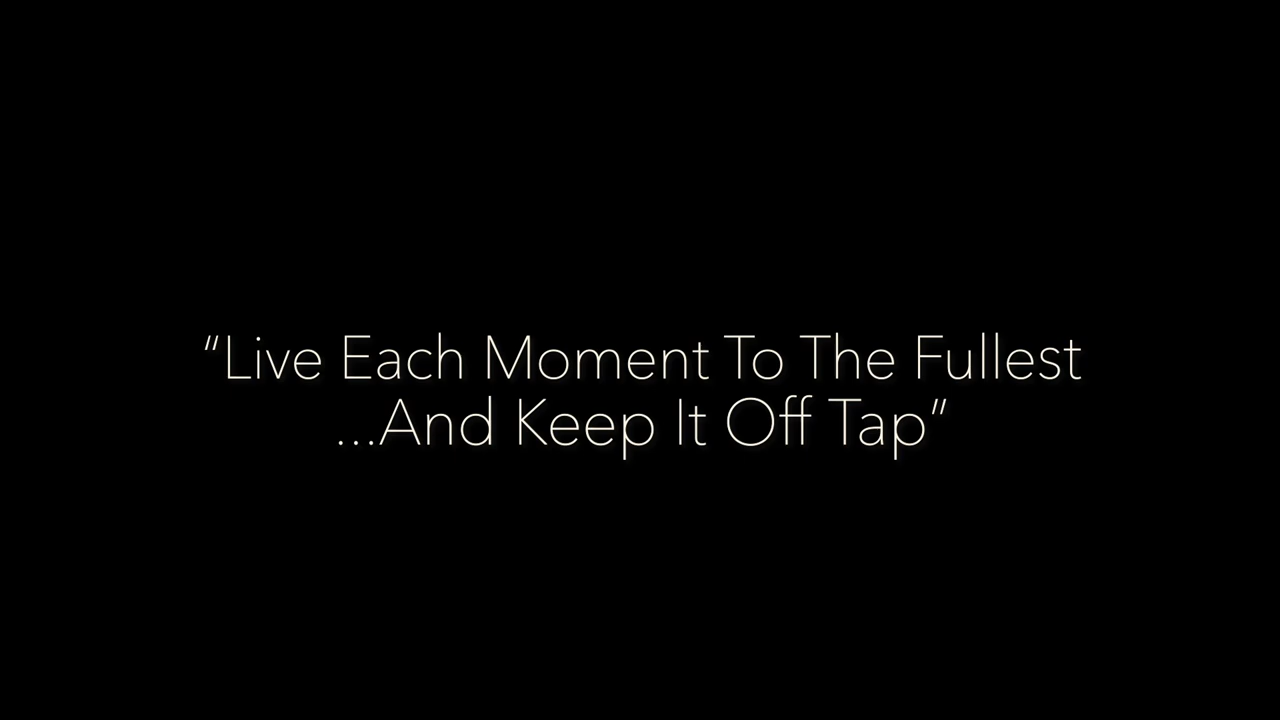 “Live Each Moment To The Fullest
...And Keep It Off Tap”